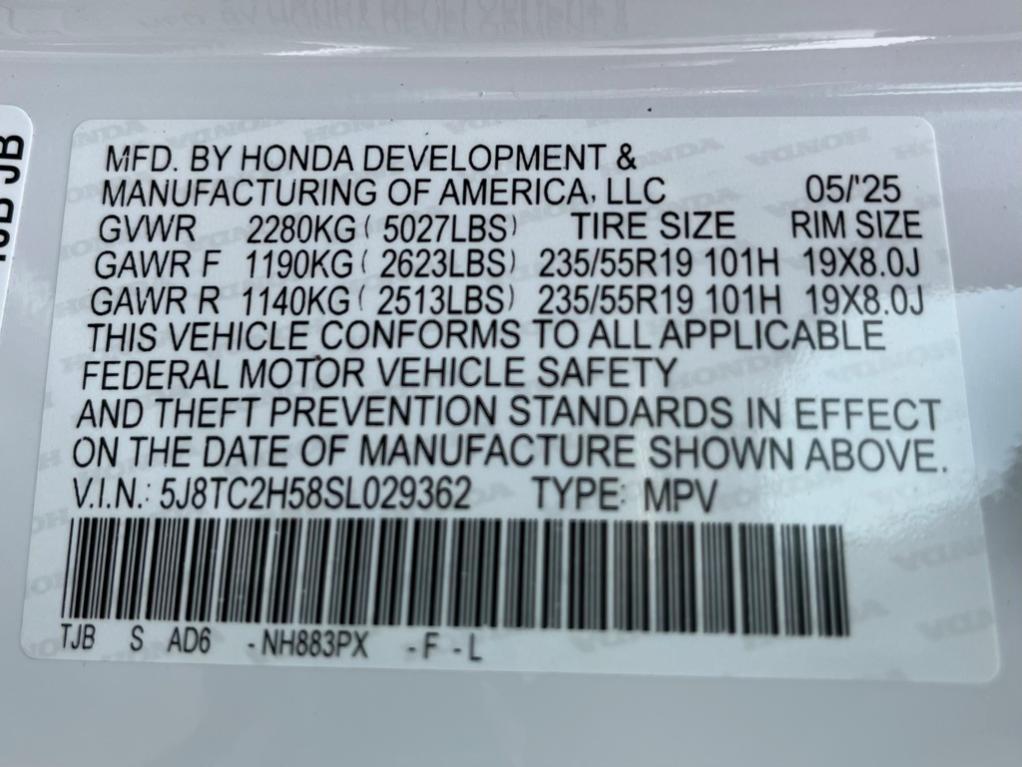 MFD. BY HONDA DEVELOPMENT &
MANUFACTURING OF AMERICA, LLC 05/'25
GVWR 2280KG ( 5027LBS) TIRE SIZE RIM SIZE
GAWR F 1190KG ( 2623LBS) 235/55R19 101H 19X8.0J
GAWR R 1140KG ( 2513LBS) 235/55R19 101H 19X8.0J
THIS VEHICLE CONFORMS TO ALL APPLICABLE
FEDERAL MOTOR VEHICLE SAFETY
AND THEFT PREVENTION STANDARDS IN EFFECT
ON THE DATE OF MANUFACTURE SHOWN ABOVE.
V.I.N.: 5J8TC2H58SL029362 TYPE: MPV
TJB S AD6 -NH883PX -F -L